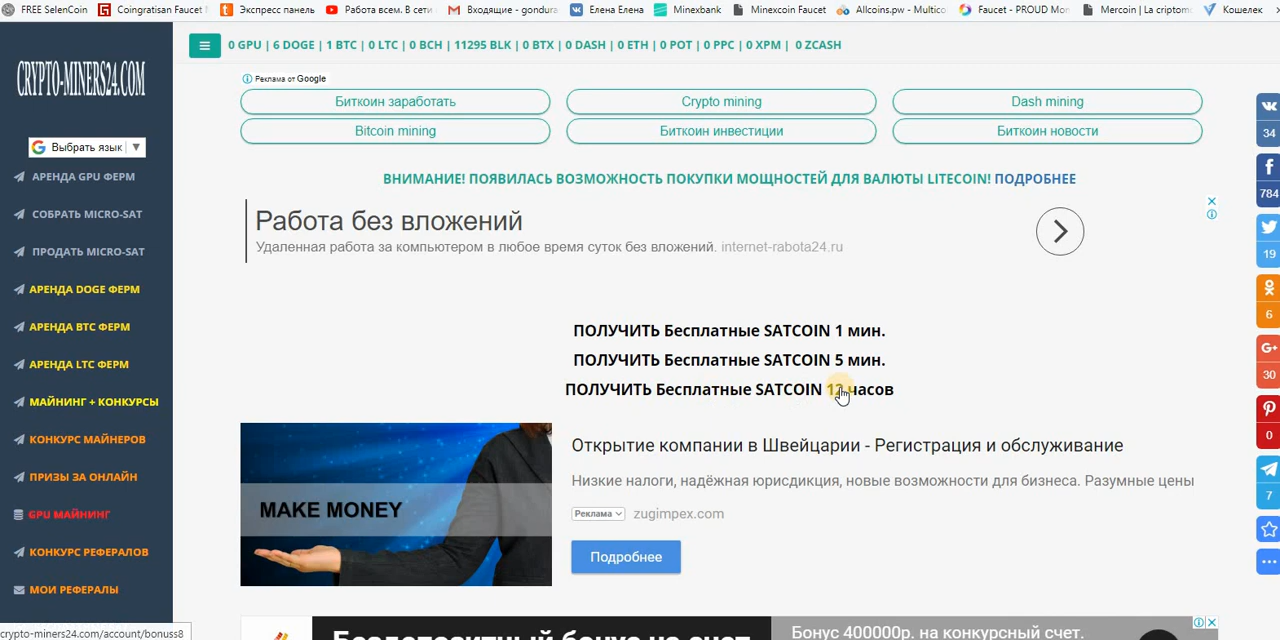 FREE SelenCoin Coingratisan Faucet Экспресс панель Работа всем. В сети Входящие - gondura Елена Елена Minexbank Minexcoin Faucet Allcoins.pw - Multico Faucet - PROUD Mon Mercoin | La criptom Кошелек
CRYPTO-MINERS24.COM
0 GPU | 6 DOGE | 1 BTC | 0 LTC | 0 BCH | 11295 BLK | 0 BTX | 0 DASH | 0 ETH | 0 POT | 0 PPC | 0 XPM | 0 ZCASH
Реклама от Google
Биткоин заработать Crypto mining Dash mining
Bitcoin mining Биткоин инвестиции Биткоин новости
Выбрать язык ▼
АРЕНДА GPU ФЕРМ
СОБРАТЬ MICRO-SAT
ПРОДАТЬ MICRO-SAT
АРЕНДА DOGE ФЕРМ
АРЕНДА BTC ФЕРМ
АРЕНДА LTC ФЕРМ
МАЙНИНГ + КОНКУРСЫ
КОНКУРС МАЙНЕРОВ
ПРИЗЫ ЗА ОНЛАЙН
GPU МАЙНИНГ
КОНКУРС РЕФЕРАЛОВ
МОИ РЕФЕРАЛЫ
crypto-miners24.com/account/bonuss8
ВНИМАНИЕ! ПОЯВИЛАСЬ ВОЗМОЖНОСТЬ ПОКУПКИ МОЩНОСТЕЙ ДЛЯ ВАЛЮТЫ LITECOIN! ПОДРОБНЕЕ
Работа без вложений
Удаленная работа за компьютером в любое время суток без вложений. internet-rabota24.ru
ПОЛУЧИТЬ Бесплатные SATCOIN 1 мин.
ПОЛУЧИТЬ Бесплатные SATCOIN 5 мин.
ПОЛУЧИТЬ Бесплатные SATCOIN 12 часов
MAKE MONEY
Открытие компании в Швейцарии - Регистрация и обслуживание
Низкие налоги, надёжная юрисдикция, новые возможности для бизнеса. Разумные цены
Реклама zugimpex.com
Подробнее
Бездепозитный бонус на счет
Бонус 400000р. на конкурсный счет.
34
784
19
6
G+
30
0
7